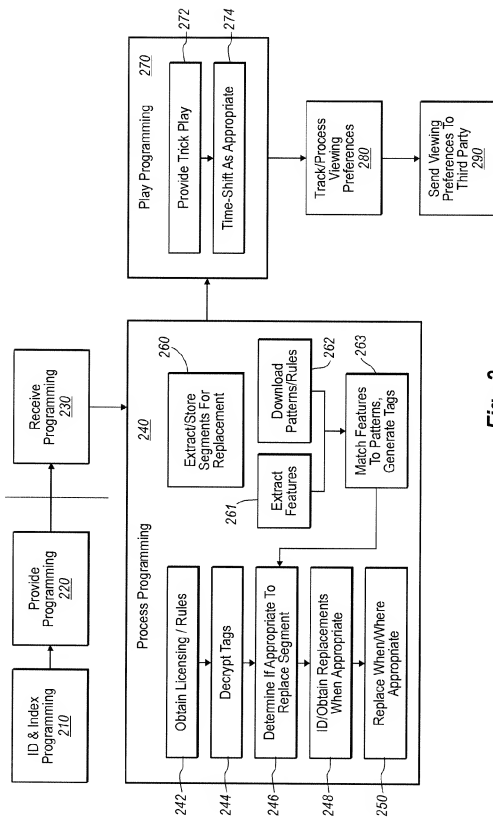 ID & Index
Programming
210
Provide
Programming
220
Receive
Programming
230
Process Programming
240
242
Obtain Licensing / Rules
244
Decrypt Tags
246
Determine If Appropriate To
Replace Segment
248
ID/Obtain Replacements
When Appropriate
250
Replace When/Where
Appropriate
260
Extract/Store
Segments For
Replacement
261
Extract
Features
262
Download
Patterns/Rules
263
Match Features
To Patterns,
Generate Tags
Play Programming
270
272
Provide Trick Play
274
Time-Shift As Appropriate
Track/Process
Viewing
Preferences
280
Send Viewing
Preferences To
Third Party
290